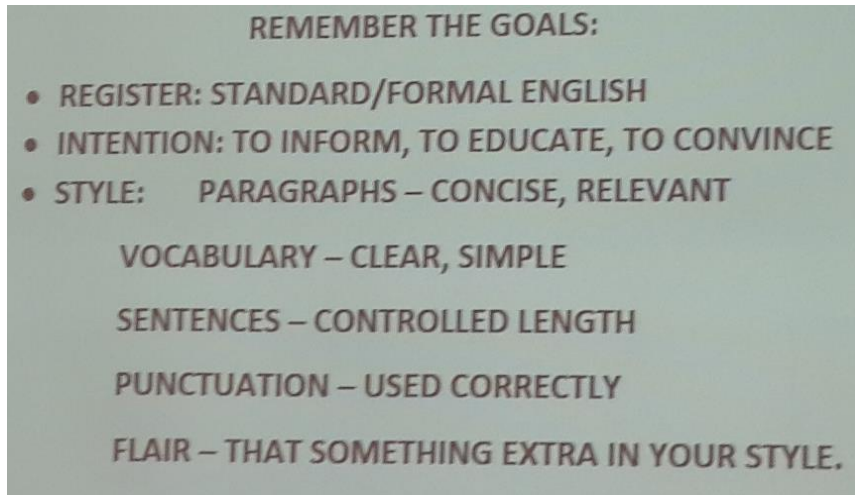 REMEMBER THE GOALS:
• REGISTER: STANDARD/FORMAL ENGLISH
• INTENTION: TO INFORM, TO EDUCATE, TO CONVINCE
• STYLE: PARAGRAPHS – CONCISE, RELEVANT
VOCABULARY – CLEAR, SIMPLE
SENTENCES – CONTROLLED LENGTH
PUNCTUATION – USED CORRECTLY
FLAIR – THAT SOMETHING EXTRA IN YOUR STYLE.